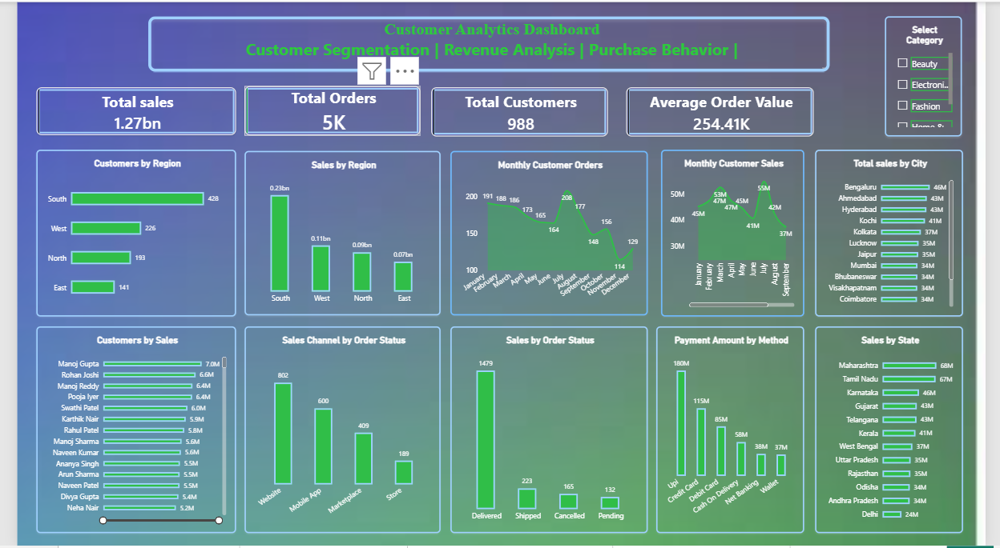 Customer Analytics Dashboard
Customer Segmentation | Revenue Analysis | Purchase Behavior |
Select
Category
Beauty
Electroni...
Fashion
Total sales
1.27bn
Total Orders
5K
Total Customers
988
Average Order Value
254.41K
Customers by Region
South 428
West 226
North 193
East 141
Sales by Region
0.23bn
0.11bn
0.09bn
0.07bn
South West North East
Monthly Customer Orders
200
150
100
191 188 186 173 165 164 208 177 148 156 114 129
January February March April May June July August September October November December
Monthly Customer Sales
50M
40M
30M
45M 47M 53M 47M 45M 41M 55M 42M 37M
January February March April May June July August September
Total sales by City
Bengaluru 46M
Ahmedabad 43M
Hyderabad 43M
Kochi 41M
Kolkata 37M
Lucknow 35M
Jaipur 35M
Mumbai 34M
Bhubaneswar 34M
Visakhapatnam 34M
Coimbatore 34M
Customers by Sales
Manoj Gupta 7.0M
Rohan Joshi 6.6M
Manoj Reddy 6.4M
Pooja Iyer 6.4M
Swathi Patel 6.0M
Karthik Nair 5.9M
Rahul Patel 5.8M
Manoj Sharma 5.6M
Naveen Kumar 5.6M
Ananya Singh 5.5M
Arun Sharma 5.5M
Naveen Patel 5.5M
Divya Gupta 5.4M
Neha Nair 5.2M
Sales Channel by Order Status
802
600
409
189
Website Mobile App Marketplace Store
Sales by Order Status
1479
223
165
132
Delivered Shipped Cancelled Pending
Payment Amount by Method
180M
115M
85M
58M
38M 37M
Upi Credit Card Debit Card Cash On Delivery Net Banking Wallet
Sales by State
Maharashtra 68M
Tamil Nadu 67M
Karnataka 46M
Gujarat 43M
Telangana 43M
Kerala 41M
West Bengal 37M
Uttar Pradesh 35M
Rajasthan 35M
Odisha 34M
Andhra Pradesh 34M
Delhi 24M